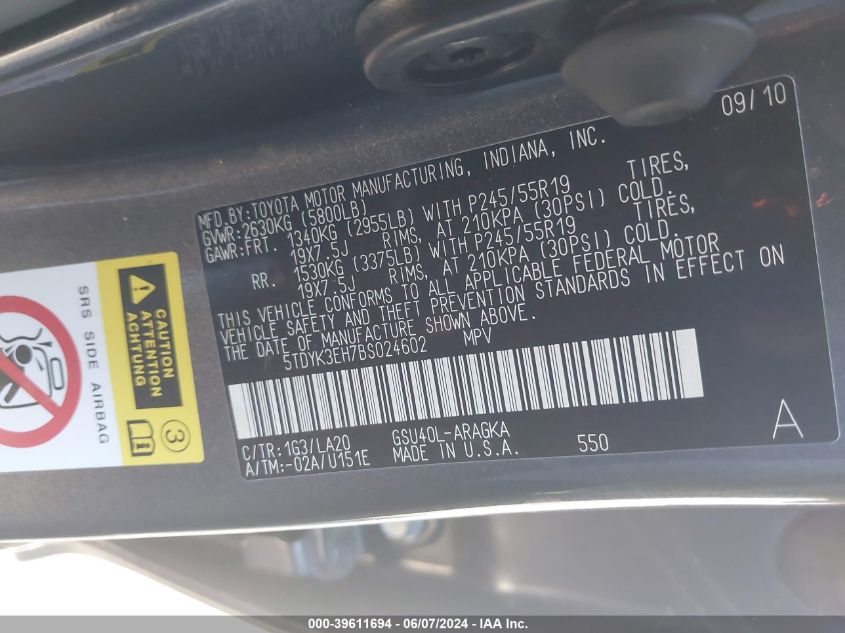 09/10
MFD BY:TOYOTA MOTOR MANUFACTURING, INDIANA, INC.
GVWR:2630KG (5800LB)
GAWR:FRT. 1340KG (2955LB) WITH P245/55R19 TIRES,
19X7.5J RIMS, AT 210KPA (30PSI) COLD.
RR. 1530KG (3375LB) WITH P245/55R19 TIRES,
19X7.5J RIMS, AT 210KPA (30PSI) COLD.
THIS VEHICLE CONFORMS TO ALL APPLICABLE FEDERAL MOTOR
VEHICLE SAFETY AND THEFT PREVENTION STANDARDS IN EFFECT ON
THE DATE OF MANUFACTURE SHOWN ABOVE.
5TDYK3EH7BS024602 MPV
C/TR:1G3/LA20 GSU40L-ARAGKA
A/TM:-02A/U151E MADE IN U.S.A. 550
A
CAUTION
ATTENTION
SRS SIDE AIRBAG
3
000-39611694 - 06/07/2024 - IAA Inc.